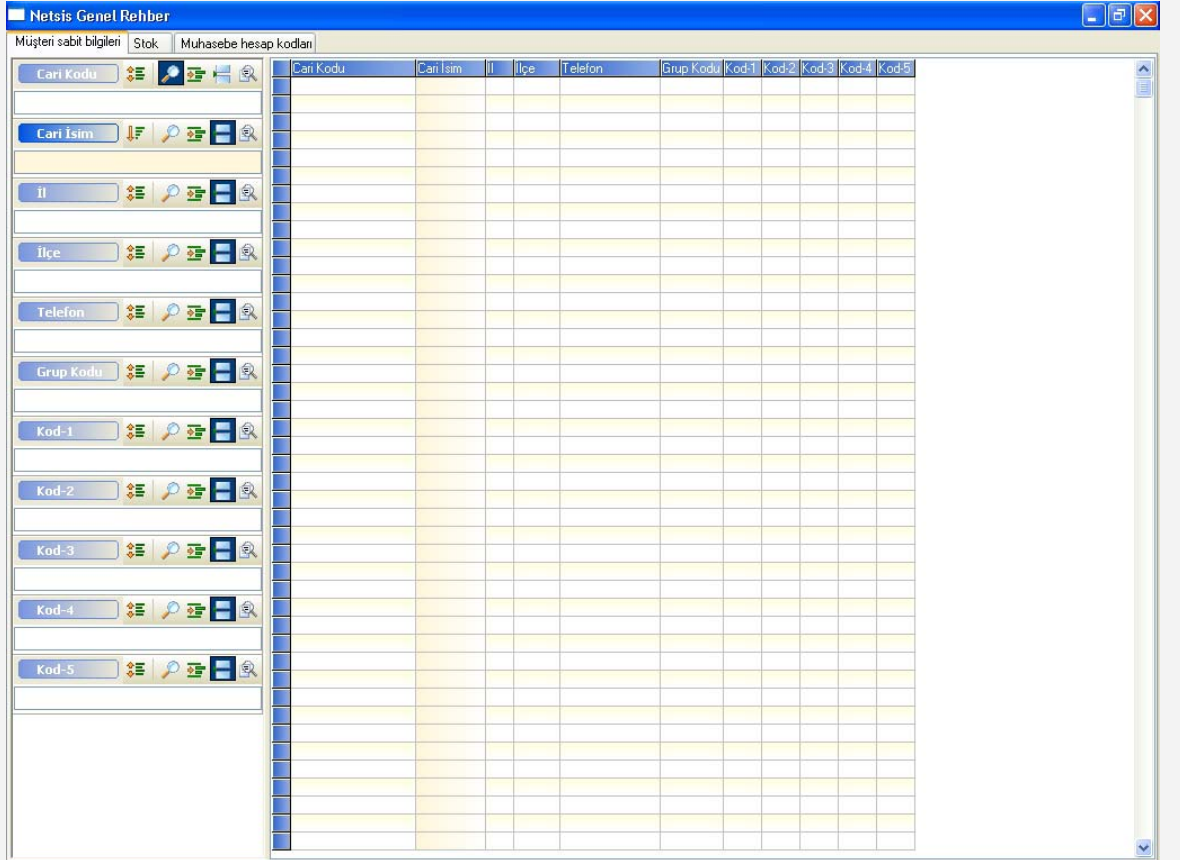 Netsis Genel Rehber
Müşteri sabit bilgileri Stok Muhasebe hesap kodları
Cari Kodu
Cari İsim
İl
İlçe
Telefon
Grup Kodu
Kod-1
Kod-2
Kod-3
Kod-4
Kod-5
Cari Kodu Cari İsim İl İlçe Telefon Grup Kodu Kod-1 Kod-2 Kod-3 Kod-4 Kod-5